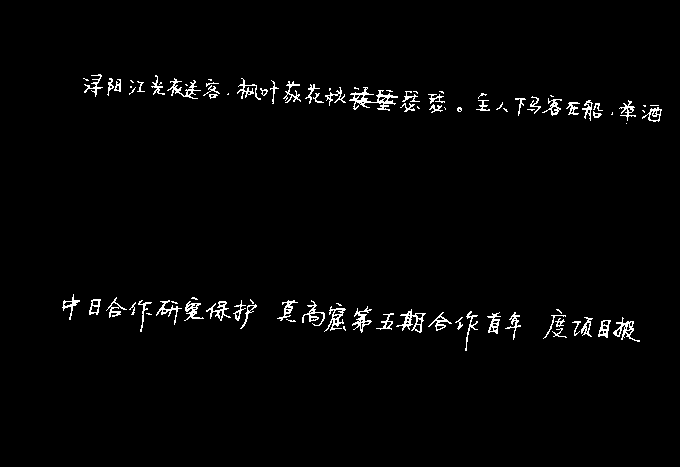 浔阳江头夜送客，枫叶荻花秋瑟瑟。主人下马客在船，举酒
中日合作研究保护 莫高窟第五期合作首年 度项目报